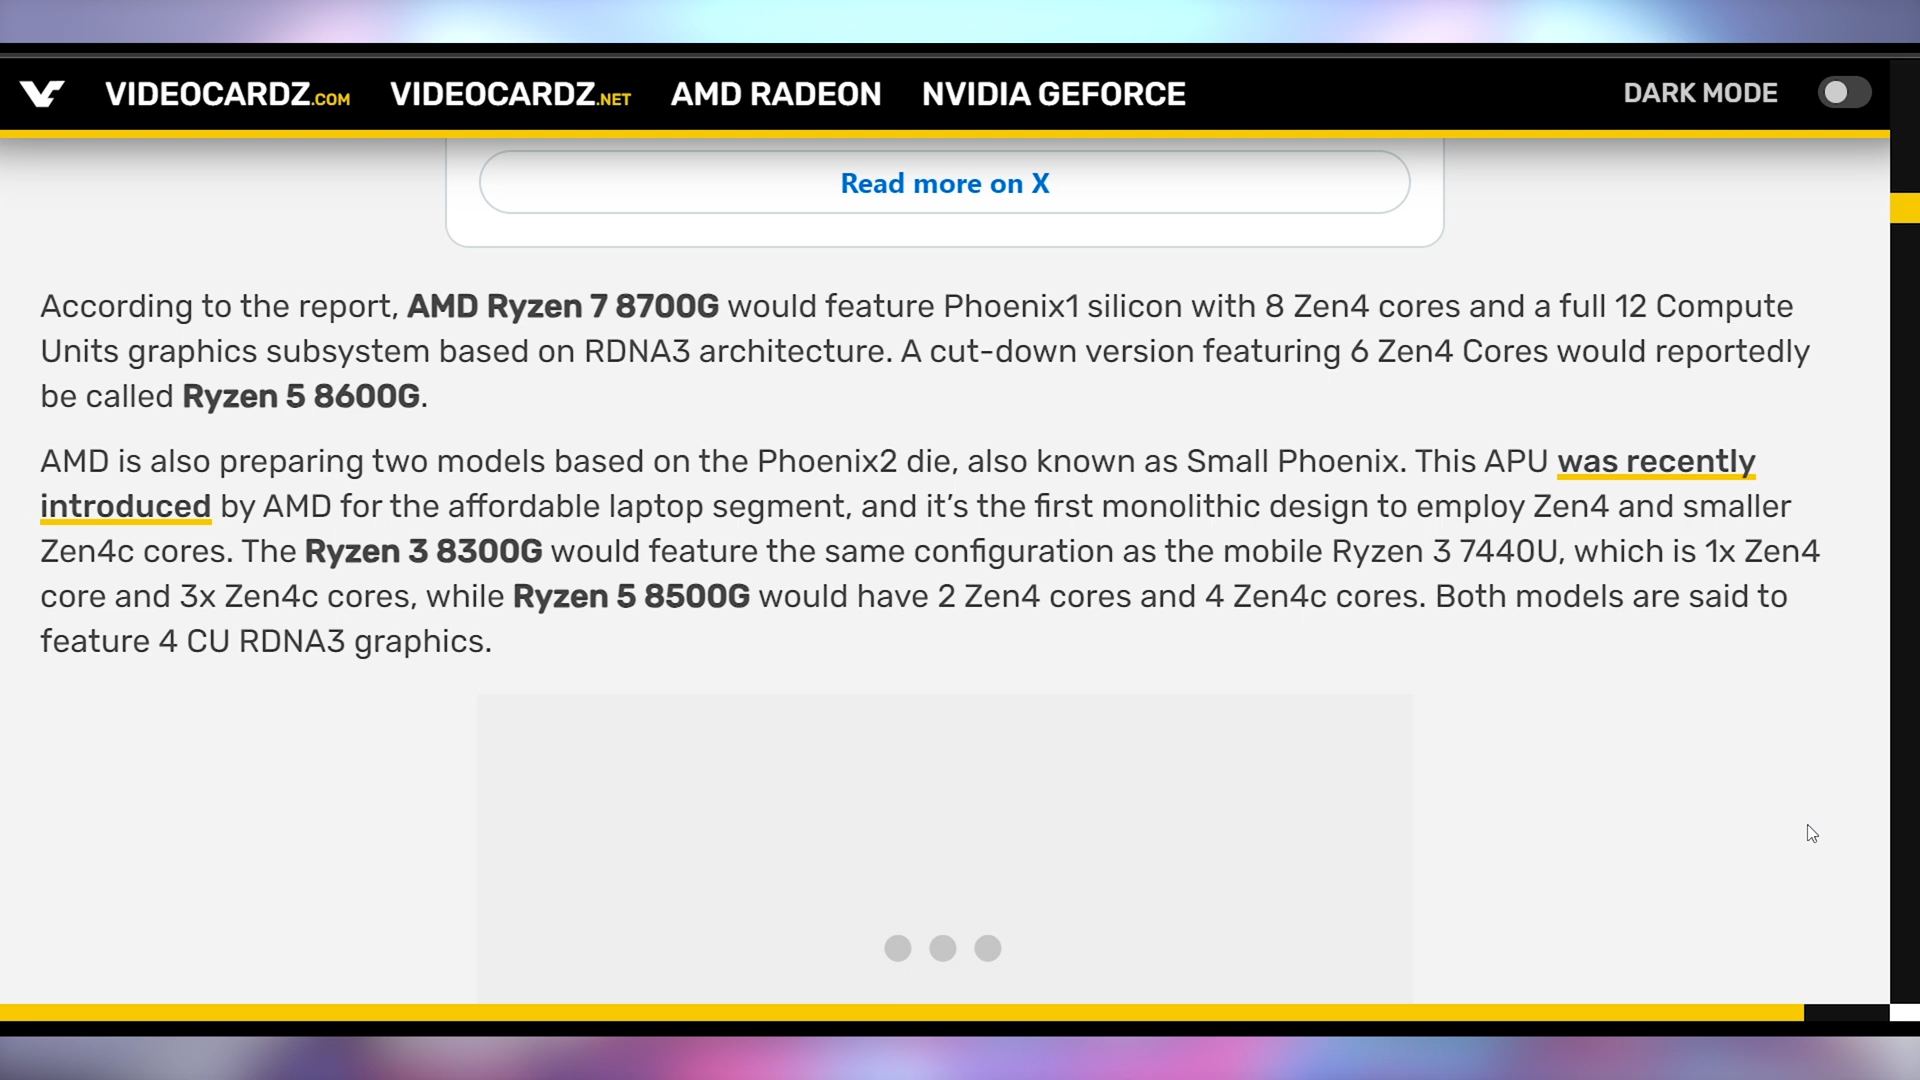 VIDEOCARDZ.COM VIDEOCARDZ.NET AMD RADEON NVIDIA GEFORCE DARK MODE
Read more on X
According to the report, AMD Ryzen 7 8700G would feature Phoenix1 silicon with 8 Zen4 cores and a full 12 Compute
Units graphics subsystem based on RDNA3 architecture. A cut-down version featuring 6 Zen4 Cores would reportedly
be called Ryzen 5 8600G.
AMD is also preparing two models based on the Phoenix2 die, also known as Small Phoenix. This APU was recently
introduced by AMD for the affordable laptop segment, and it’s the first monolithic design to employ Zen4 and smaller
Zen4c cores. The Ryzen 3 8300G would feature the same configuration as the mobile Ryzen 3 7440U, which is 1x Zen4
core and 3x Zen4c cores, while Ryzen 5 8500G would have 2 Zen4 cores and 4 Zen4c cores. Both models are said to
feature 4 CU RDNA3 graphics.